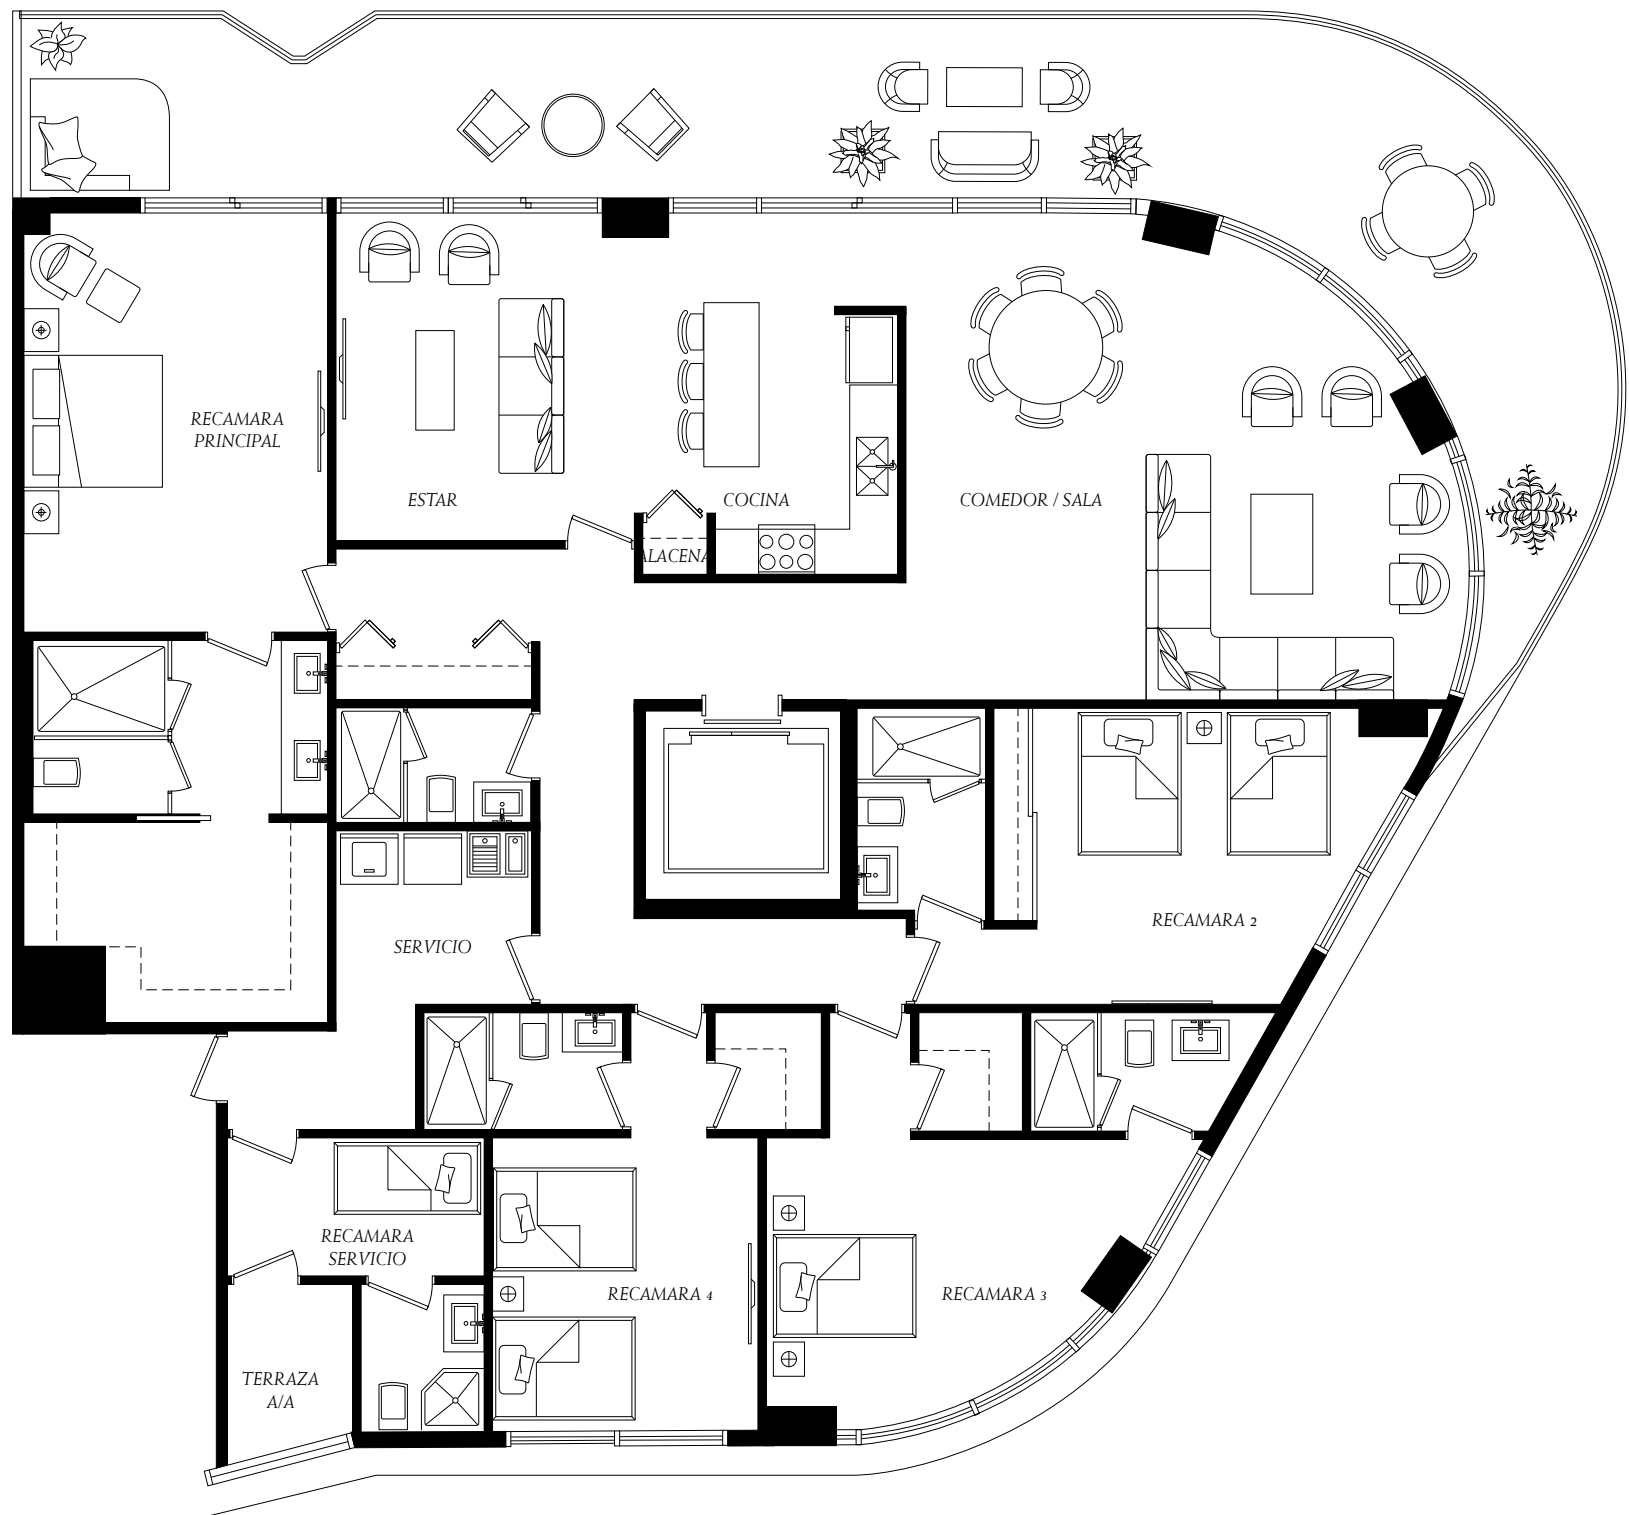 RECAMARA
PRINCIPAL
ESTAR
COCINA
COMEDOR / SALA
ALACENA
RECAMARA 2
SERVICIO
RECAMARA
SERVICIO
RECAMARA 4
RECAMARA 3
TERRAZA
A/A